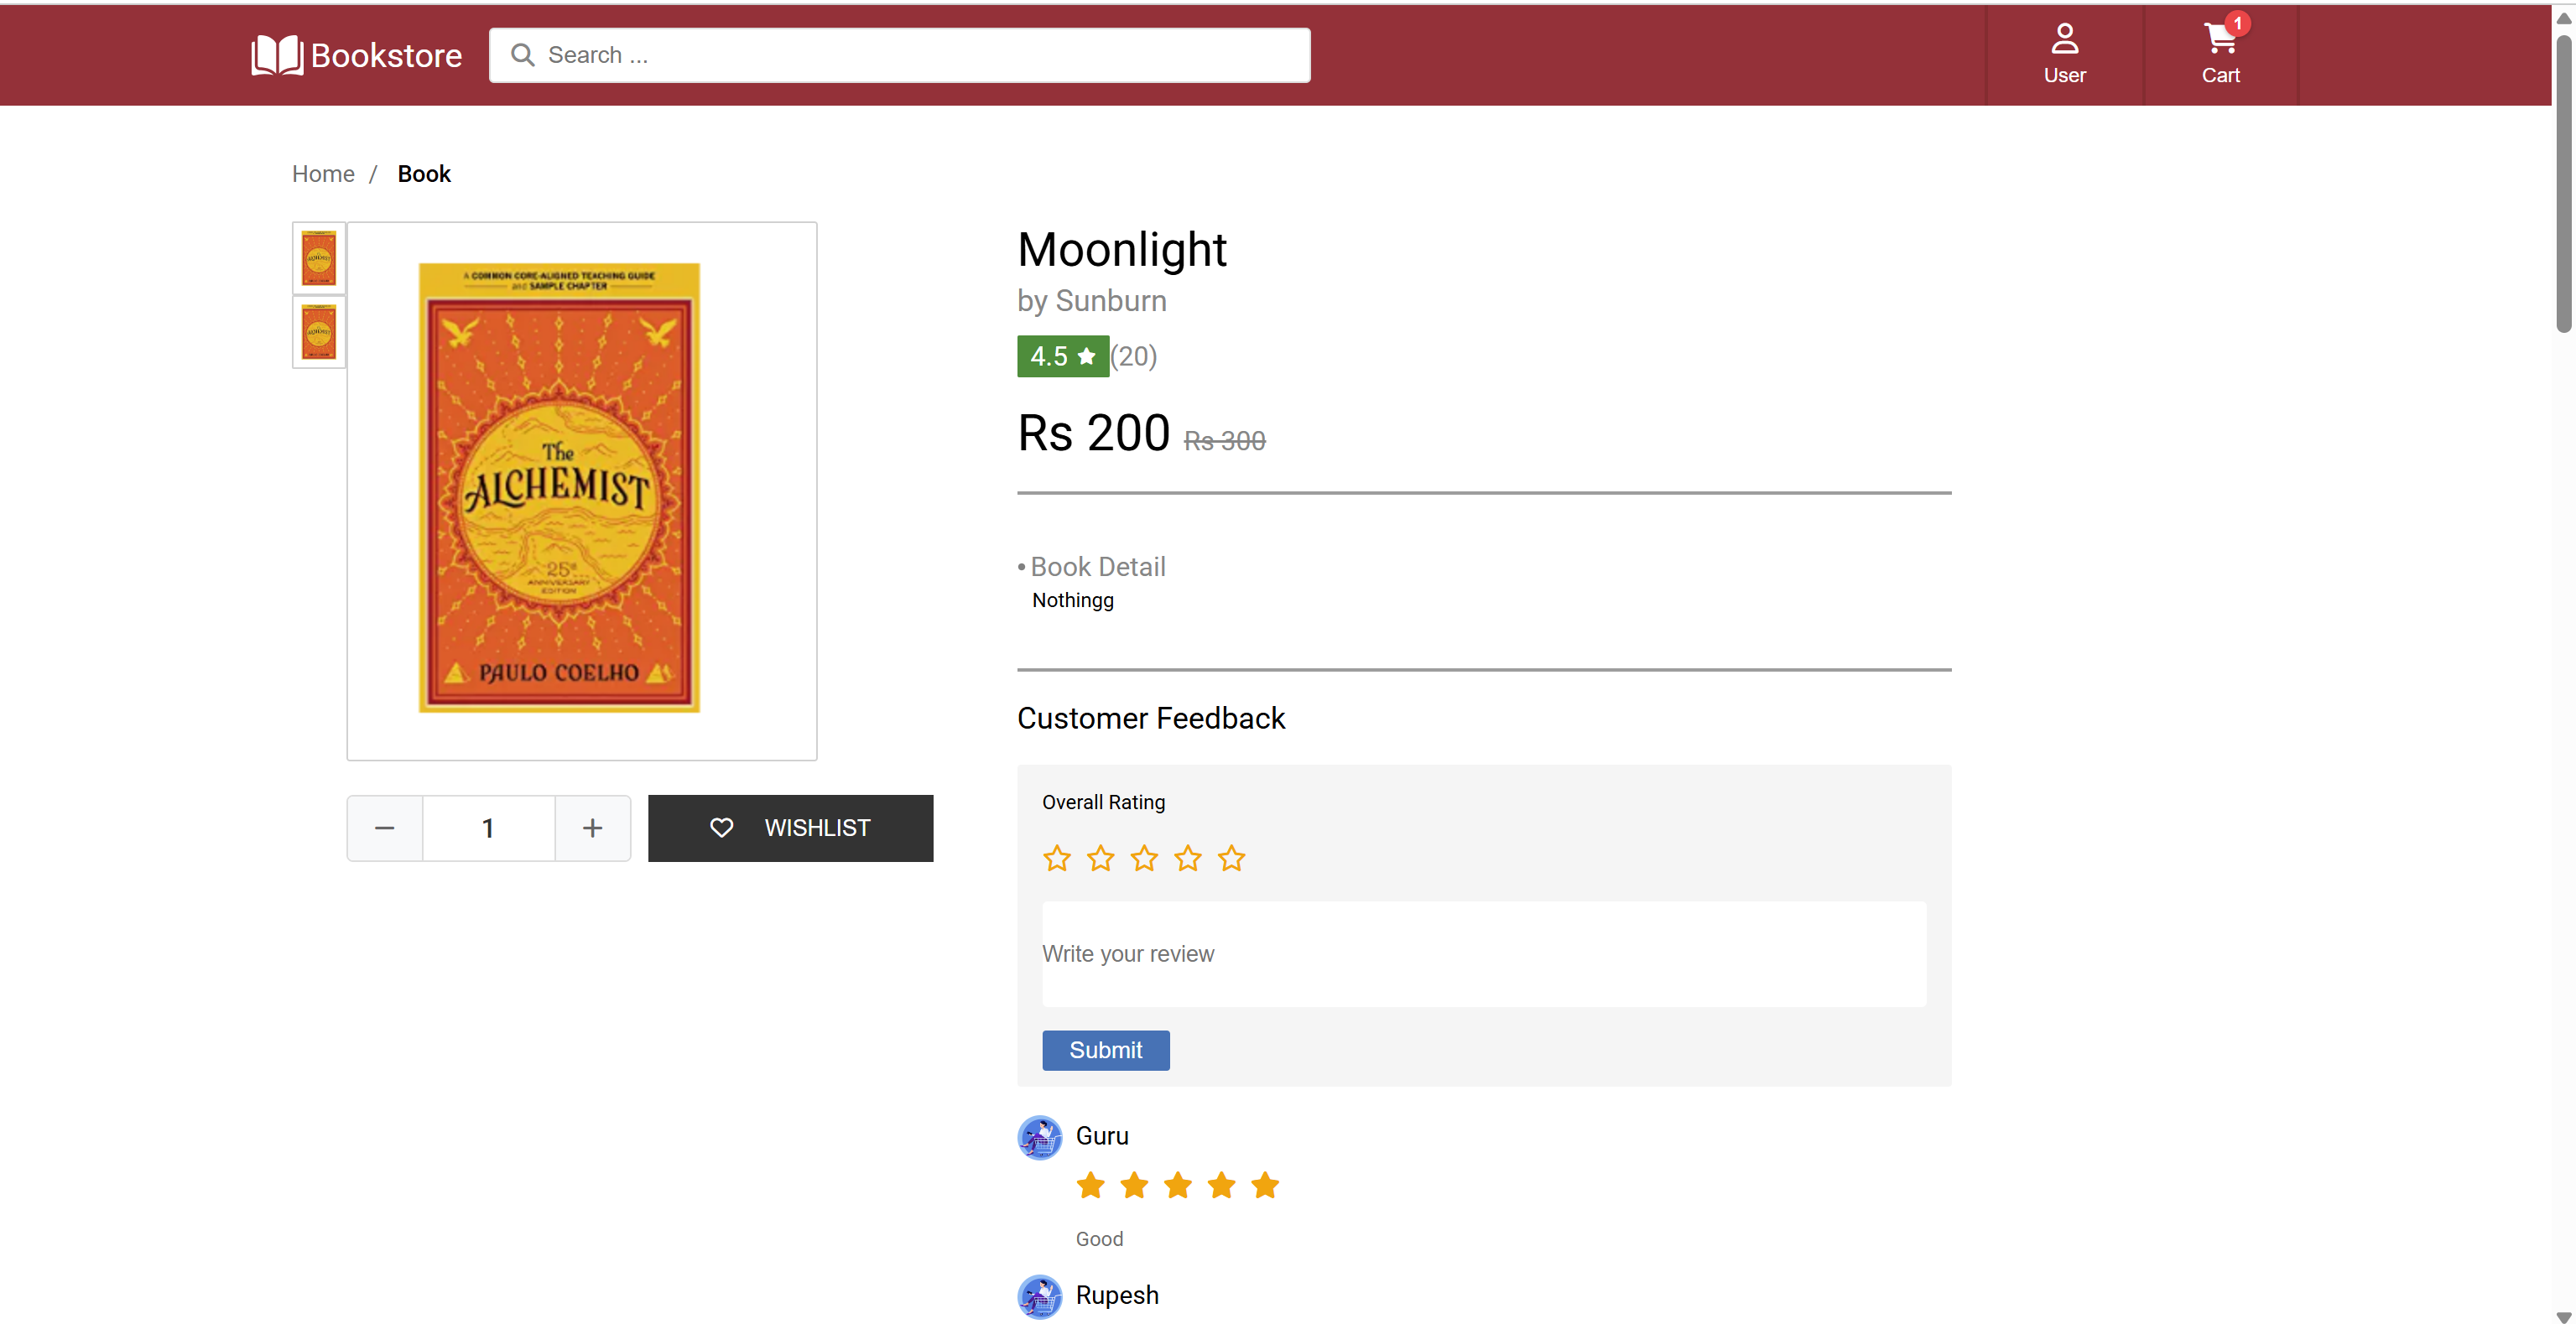 Bookstore
Search ...
User
1
Cart
Home / Book
A COMMON CORE-ALIGNED TEACHING GUIDE
and SAMPLE CHAPTER
The
ALCHEMIST
25th
ANNIVERSARY
EDITION
PAULO COELHO
1
WISHLIST
Moonlight
by Sunburn
4.5 ★ (20)
Rs 200 Rs 300
• Book Detail
Nothingg
Customer Feedback
Overall Rating
Write your review
Submit
Guru
Good
Rupesh